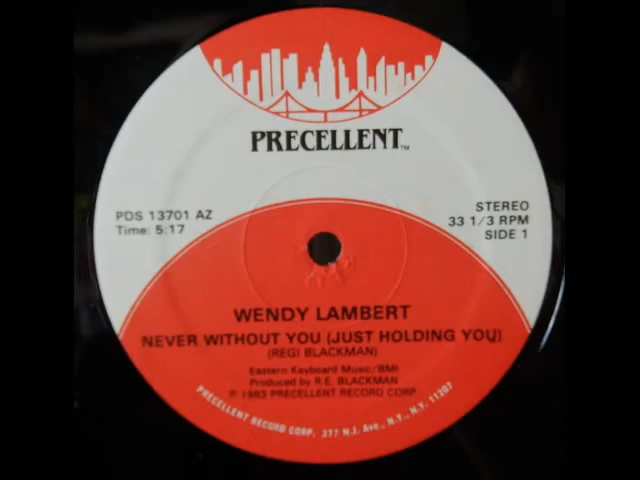 PRECELLENT™
PDS 13701 AZ
Time: 5:17
STEREO
33 1/3 RPM
SIDE 1
WENDY LAMBERT
NEVER WITHOUT YOU (JUST HOLDING YOU)
(REGI BLACKMAN)
Eastern Keyboard Music/BMI
Produced by R.E. BLACKMAN
℗ 1983 PRECELLENT RECORD CORP.
PRECELLENT RECORD CORP. 377 N.J. Ave., N.Y., N.Y. 11207